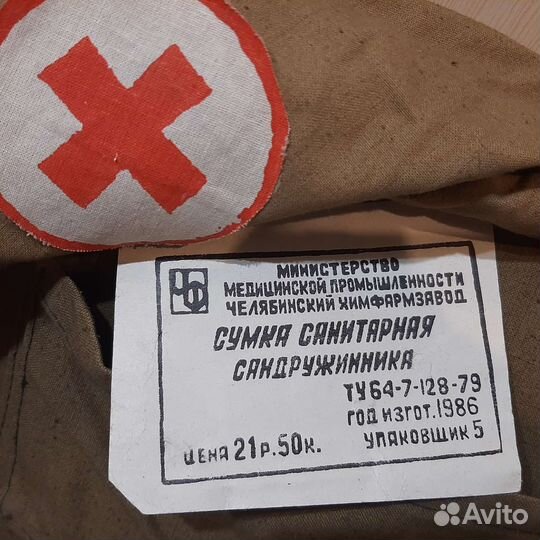 МИНИСТЕРСТВО
МЕДИЦИНСКОЙ ПРОМЫШЛЕННОСТИ
ЧЕЛЯБИНСКИЙ ХИМФАРМЗАВОД
СУМКА САНИТАРНАЯ
САНДРУЖИННИКА
ТУ64-7-128-79
ГОД ИЗГОТ. 1986
ЦЕНА 21р.50к. УПАКОВЩИК 5
Avito